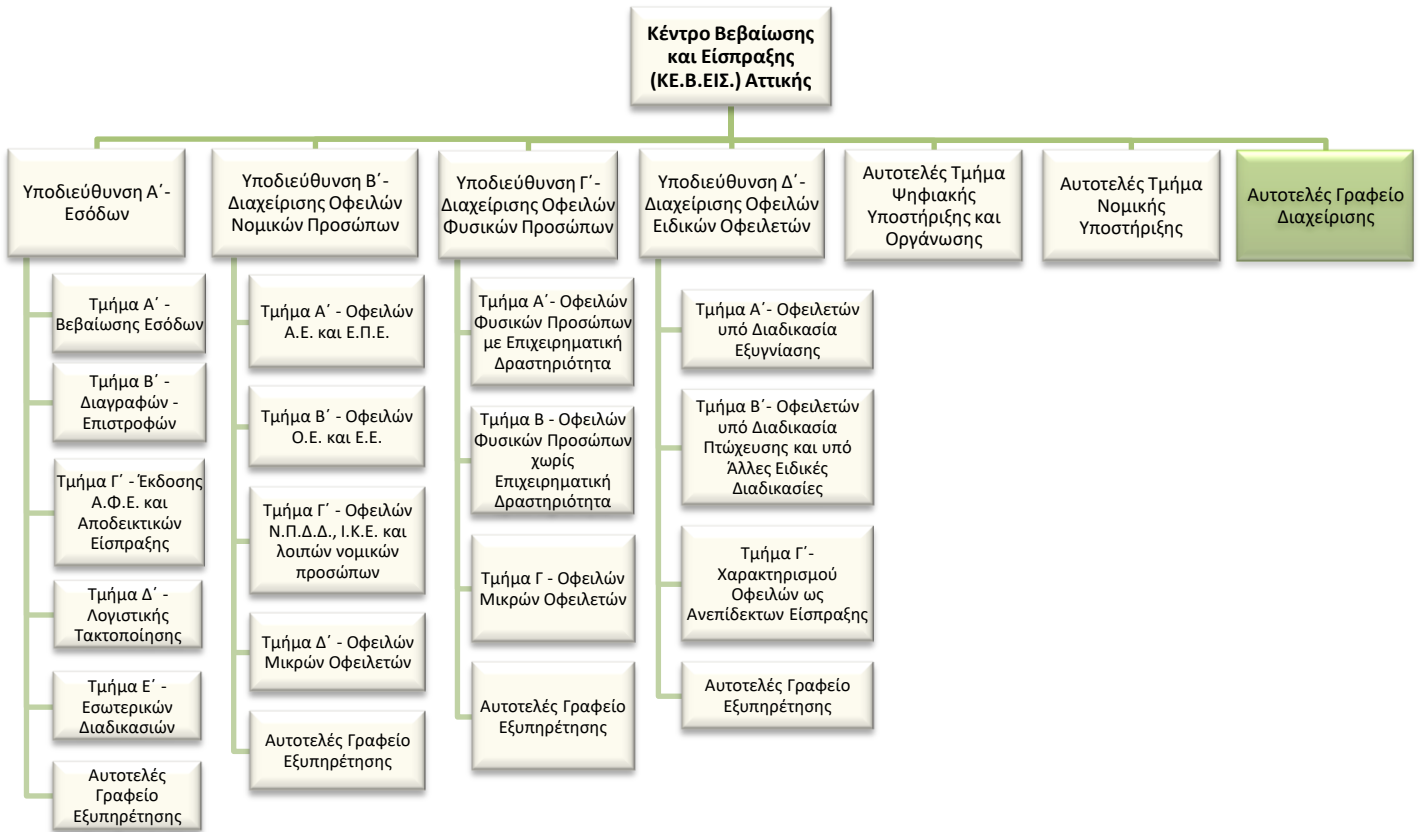 Κέντρο Βεβαίωσης
και Είσπραξης
(ΚΕ.Β.ΕΙΣ.) Αττικής
Υποδιεύθυνση Α΄-
Εσόδων
Τμήμα Α΄ -
Βεβαίωσης Εσόδων
Τμήμα Β΄ -
Διαγραφών -
Επιστροφών
Τμήμα Γ΄ - Έκδοσης
Α.Φ.Ε. και
Αποδεικτικών
Είσπραξης
Τμήμα Δ΄ -
Λογιστικής
Τακτοποίησης
Τμήμα Ε΄ -
Εσωτερικών
Διαδικασιών
Αυτοτελές
Γραφείο
Εξυπηρέτησης
Υποδιεύθυνση Β΄-
Διαχείρισης Οφειλών
Νομικών Προσώπων
Τμήμα Α΄ - Οφειλών
Α.Ε. και Ε.Π.Ε.
Τμήμα Β΄ - Οφειλών
Ο.Ε. και Ε.Ε.
Τμήμα Γ΄ - Οφειλών
Ν.Π.Δ.Δ., Ι.Κ.Ε. και
λοιπών νομικών
προσώπων
Τμήμα Δ΄ - Οφειλών
Μικρών Οφειλετών
Αυτοτελές Γραφείο
Εξυπηρέτησης
Υποδιεύθυνση Γ΄-
Διαχείρισης Οφειλών
Φυσικών Προσώπων
Τμήμα Α΄- Οφειλών
Φυσικών Προσώπων
με Επιχειρηματική
Δραστηριότητα
Τμήμα Β - Οφειλών
Φυσικών Προσώπων
χωρίς
Επιχειρηματική
Δραστηριότητα
Τμήμα Γ - Οφειλών
Μικρών Οφειλετών
Αυτοτελές Γραφείο
Εξυπηρέτησης
Υποδιεύθυνση Δ΄-
Διαχείρισης Οφειλών
Ειδικών Οφειλετών
Τμήμα Α΄- Οφειλετών
υπό Διαδικασία
Εξυγνίασης
Τμήμα Β΄- Οφειλετών
υπό Διαδικασία
Πτώχευσης και υπό
Άλλες Ειδικές
Διαδικασίες
Τμήμα Γ΄-
Χαρακτηρισμού
Οφειλών ως
Ανεπίδεκτων Είσπραξης
Αυτοτελές Γραφείο
Εξυπηρέτησης
Αυτοτελές Τμήμα
Ψηφιακής
Υποστήριξης και
Οργάνωσης
Αυτοτελές Τμήμα
Νομικής
Υποστήριξης
Αυτοτελές Γραφείο
Διαχείρισης